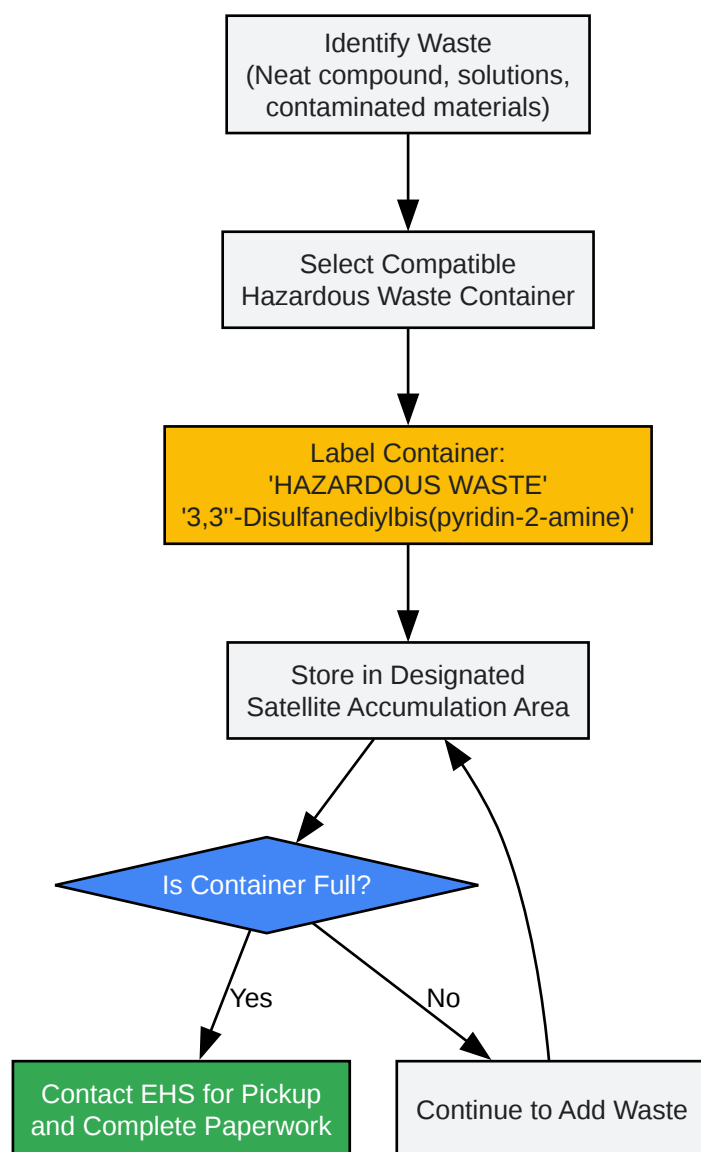 Identify Waste
(Neat compound, solutions,
contaminated materials)
Select Compatible
Hazardous Waste Container
Label Container:
'HAZARDOUS WASTE'
'3,3''-Disulfanediylbis(pyridin-2-amine)'
Store in Designated
Satellite Accumulation Area
Is Container Full?
Yes
No
Contact EHS for Pickup
and Complete Paperwork
Continue to Add Waste